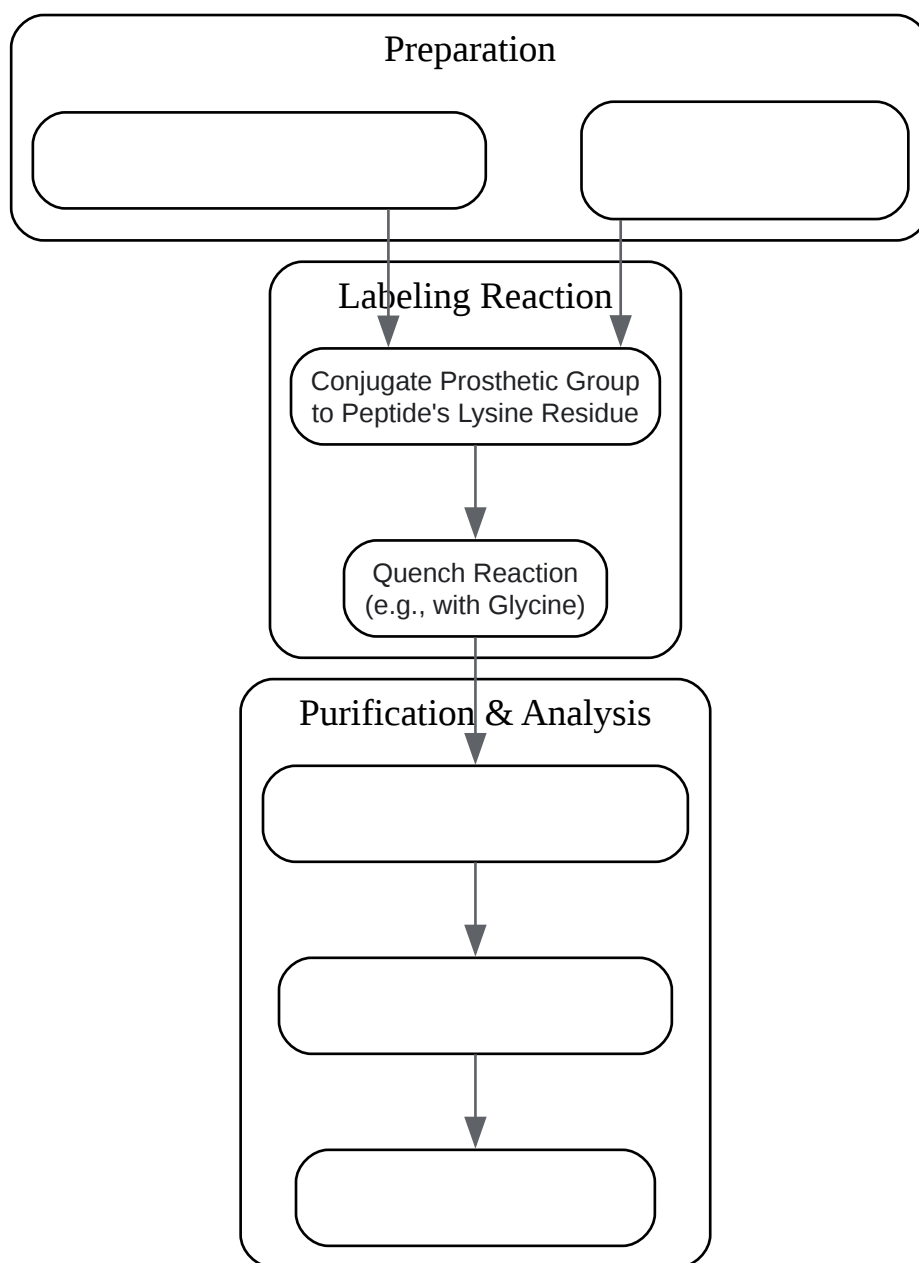 Preparation
Labeling Reaction
Conjugate Prosthetic Group
to Peptide's Lysine Residue
Quench Reaction
(e.g., with Glycine)
Purification & Analysis